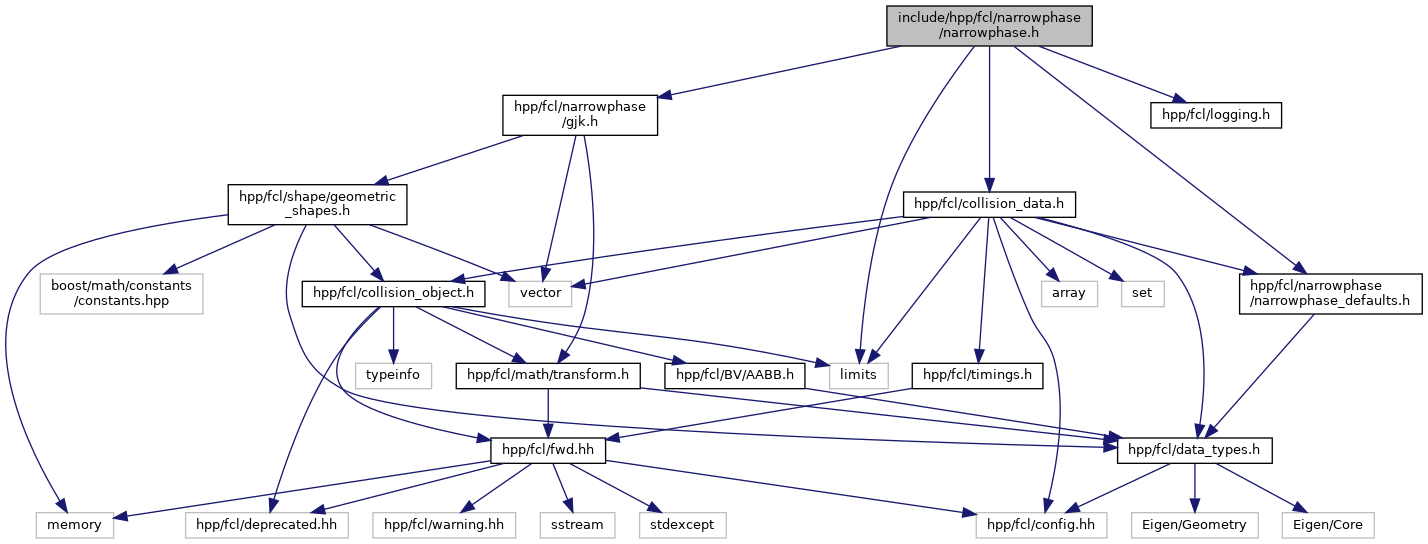 include/hpp/fcl/narrowphase
/narrowphase.h
hpp/fcl/narrowphase
/gjk.h
hpp/fcl/logging.h
hpp/fcl/shape/geometric
_shapes.h
hpp/fcl/collision_data.h
boost/math/constants
/constants.hpp
hpp/fcl/collision_object.h
vector
array
set
hpp/fcl/narrowphase
/narrowphase_defaults.h
typeinfo
hpp/fcl/math/transform.h
hpp/fcl/BV/AABB.h
limits
hpp/fcl/timings.h
hpp/fcl/fwd.hh
hpp/fcl/data_types.h
memory
hpp/fcl/deprecated.hh
hpp/fcl/warning.hh
sstream
stdexcept
hpp/fcl/config.hh
Eigen/Geometry
Eigen/Core